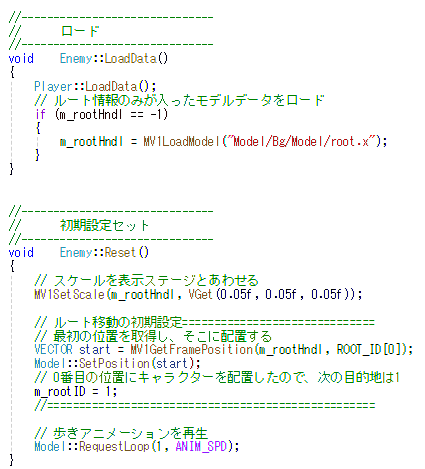 //------------------------------
//      ロード
//------------------------------
void    Enemy::LoadData()
{
    Player::LoadData();
    // ルート情報のみが入ったモデルデータをロード
    if (m_rootHndl == -1)
    {
        m_rootHndl = MV1LoadModel("Model/Bg/Model/root.x");
    }
}
//------------------------------
//      初期設定セット
//------------------------------
void    Enemy::Reset()
{
    // スケールを表示ステージとあわせる
    MV1SetScale(m_rootHndl, VGet(0.05f, 0.05f, 0.05f));
    // ルート移動の初期設定==============================
    // 最初の位置を取得し、そこに配置する
    VECTOR start = MV1GetFramePosition(m_rootHndl, ROOT_ID[0]);
    Model::SetPosition(start);
    // 0番目の位置にキャラクターを配置したので、次の目的地は1
    m_rootID = 1;
    //===================================================
    // 歩きアニメーションを再生
    Model::RequestLoop(1, ANIM_SPD);
}